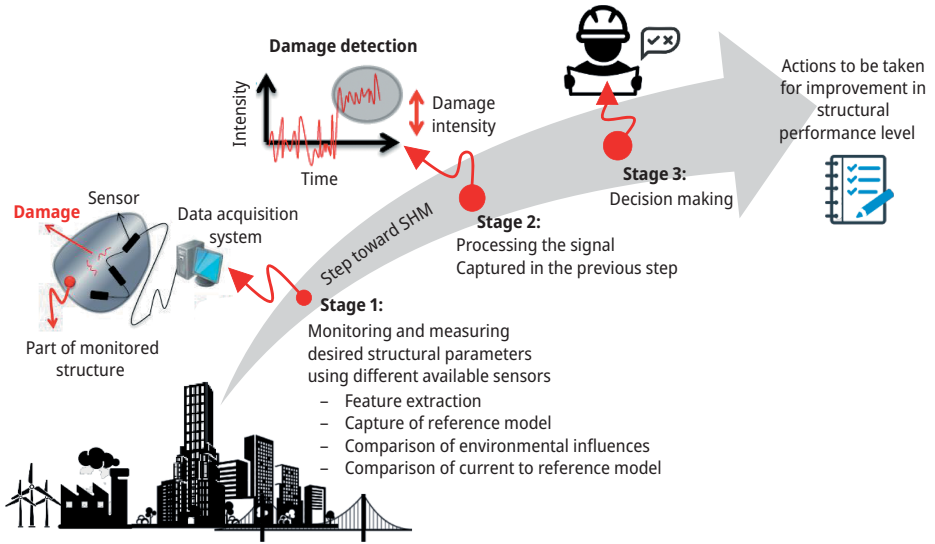 Damage detection
Intensity
Time
Damage
intensity
Actions to be taken
for improvement in
structural
performance level
Stage 3:
Decision making
Damage
Sensor
Data acquisition
system
Part of monitored
structure
Step toward SHM
Stage 2:
Processing the signal
Captured in the previous step
Stage 1:
Monitoring and measuring
desired structural parameters
using different available sensors
– Feature extraction
– Capture of reference model
– Comparison of environmental influences
– Comparison of current to reference model